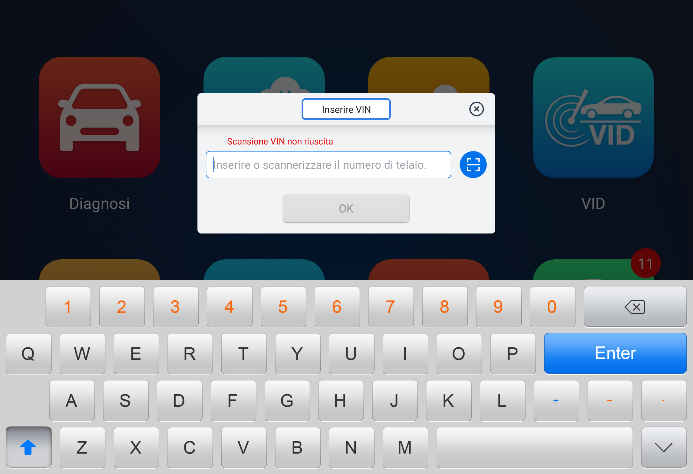 Inserire VIN
Scansione VIN non riuscita
Inserire o scannerizzare il numero di telaio.
OK
Diagnosi
VID
VID
11
1 2 3 4 5 6 7 8 9 0
Q W E R T Y U I O P Enter
A S D F G H J K L + - .
Z X C V B N M